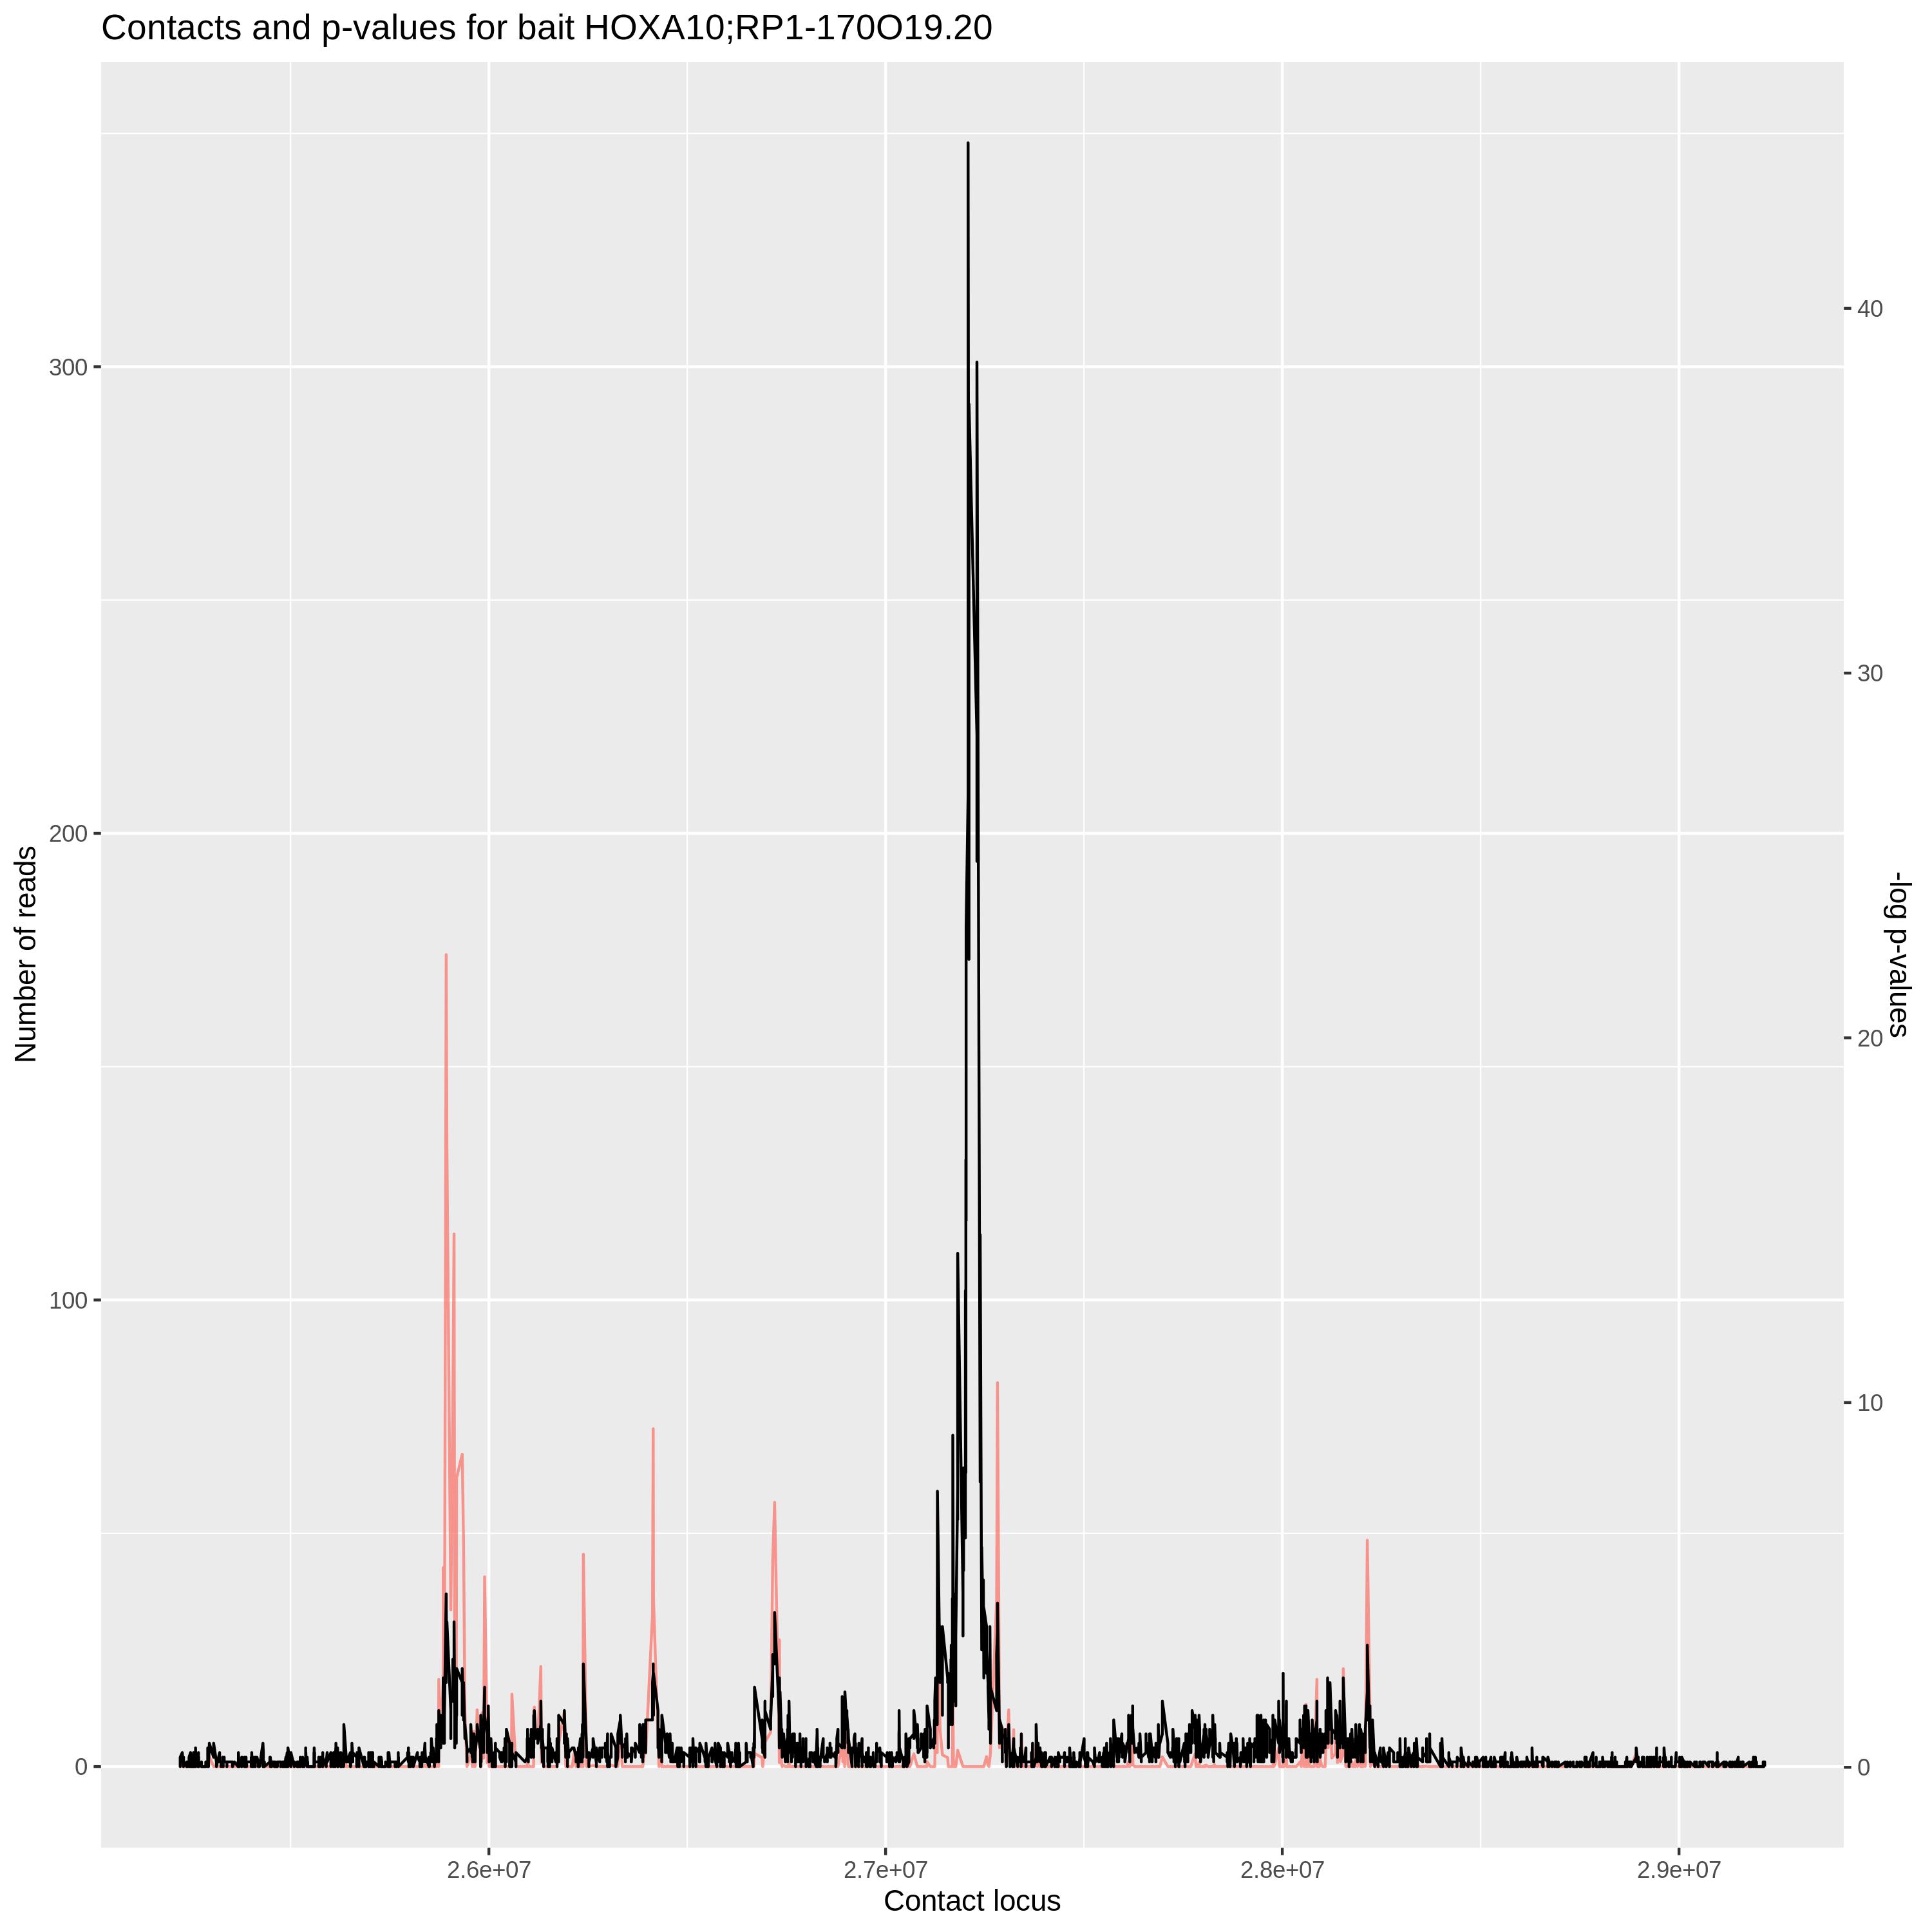 Contacts and p-values for bait HOXA10;RP1-170O19.20
300
200
100
0
40
30
20
10
0
Number of reads
-log p-values
2.6e+07
2.7e+07
2.8e+07
2.9e+07
Contact locus